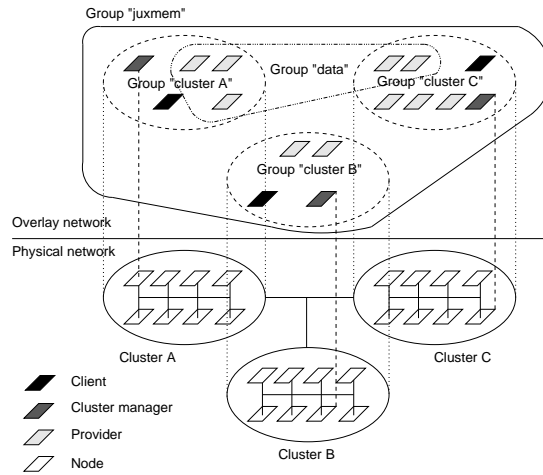 Group "juxmem"
Group "cluster A"
Group "data"
Group "cluster C"
Group "cluster B"
Overlay network
Physical network
Cluster A
Cluster C
Cluster B
Client
Cluster manager
Provider
Node